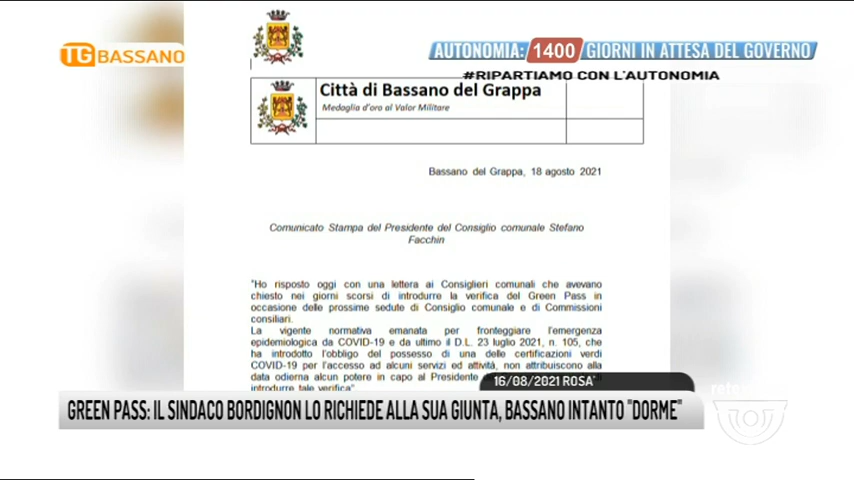 TG BASSANO
AUTONOMIA: 1400 GIORNI IN ATTESA DEL GOVERNO
#RIPARTIAMO CON L'AUTONOMIA
Città di Bassano del Grappa
Medaglia d'oro al Valor Militare
Bassano del Grappa, 18 agosto 2021
Comunicato Stampa del Presidente del Consiglio comunale Stefano
Facchin
"Ho risposto oggi con una lettera ai Consiglieri comunali che avevano
chiesto nei giorni scorsi di introdurre la verifica del Green Pass in
occasione delle prossime sedute di Consiglio comunale e di Commissioni
consiliari.
La vigente normativa emanata per fronteggiare l'emergenza
epidemiologica da COVID-19 e da ultimo il D.L. 23 luglio 2021, n. 105, che
ha introdotto l'obbligo del possesso di una delle certificazioni verdi
COVID-19 per l'accesso ad alcuni servizi ed attività, non attribuiscono alla
data odierna alcun potere in capo al Presidente
introdurre tale verifica"
16/08/2021 ROSA'
GREEN PASS: IL SINDACO BORDIGNON LO RICHIEDE ALLA SUA GIUNTA, BASSANO INTANTO "DORME"